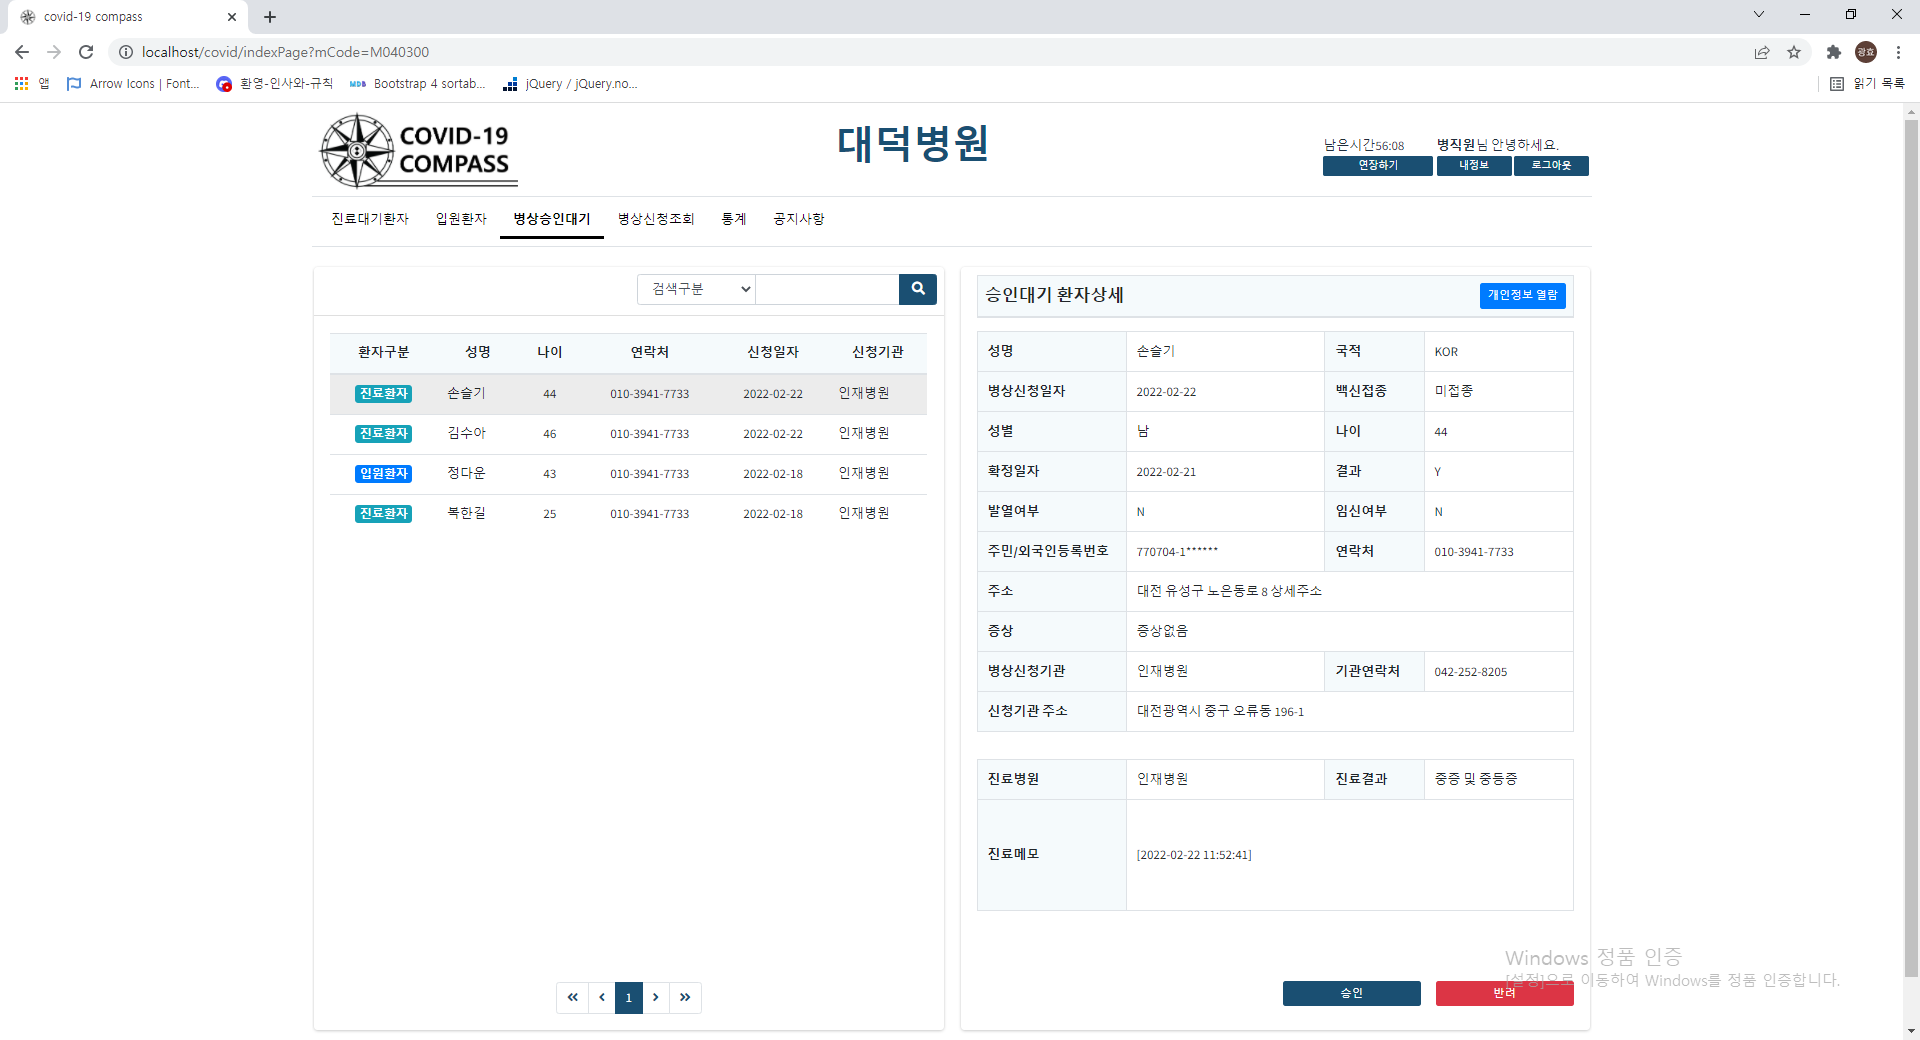 covid-19 compass
localhost/covid/indexPage?mCode=M040300
광효
앱
Arrow Icons | Font...
환영-인사와-규칙
MDB
Bootstrap 4 sortab...
jQuery / jQuery.no...
읽기 목록
COVID-19
COMPASS
대덕병원
남은시간56:08
병직원님 안녕하세요.
연장하기
내정보
로그아웃
진료대기환자
입원환자
병상승인대기
병상신청조회
통계
공지사항
검색구분
환자구분 성명 나이 연락처 신청일자 신청기관
진료환자 손슬기 44 010-3941-7733 2022-02-22 인재병원
진료환자 김수아 46 010-3941-7733 2022-02-22 인재병원
입원환자 정다운 43 010-3941-7733 2022-02-18 인재병원
진료환자 복한길 25 010-3941-7733 2022-02-18 인재병원
« ‹ 1 › »
승인대기 환자상세
개인정보 열람
성명 손슬기 국적 KOR
병상신청일자 2022-02-22 백신접종 미접종
성별 남 나이 44
확정일자 2022-02-21 결과 Y
발열여부 N 임신여부 N
주민/외국인등록번호 770704-1****** 연락처 010-3941-7733
주소 대전 유성구 노은동로 8 상세주소
증상 증상없음
병상신청기관 인재병원 기관연락처 042-252-8205
신청기관 주소 대전광역시 중구 오류동 196-1
진료병원 인재병원 진료결과 중증 및 중등증
진료메모 [2022-02-22 11:52:41]
승인
반려
Windows 정품 인증
[설정]으로 이동하여 Windows를 정품 인증합니다.